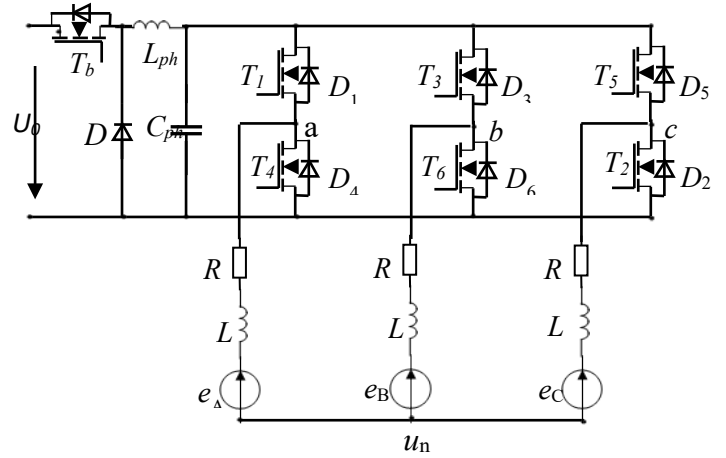 T_b
L_ph
T_1
D_1
T_3
D_3
T_5
D_5
U_0
D
C_ph
a
b
c
T_4
D_4
T_6
D_6
T_2
D_2
R
R
R
L
L
L
e_A
e_B
e_C
u_n